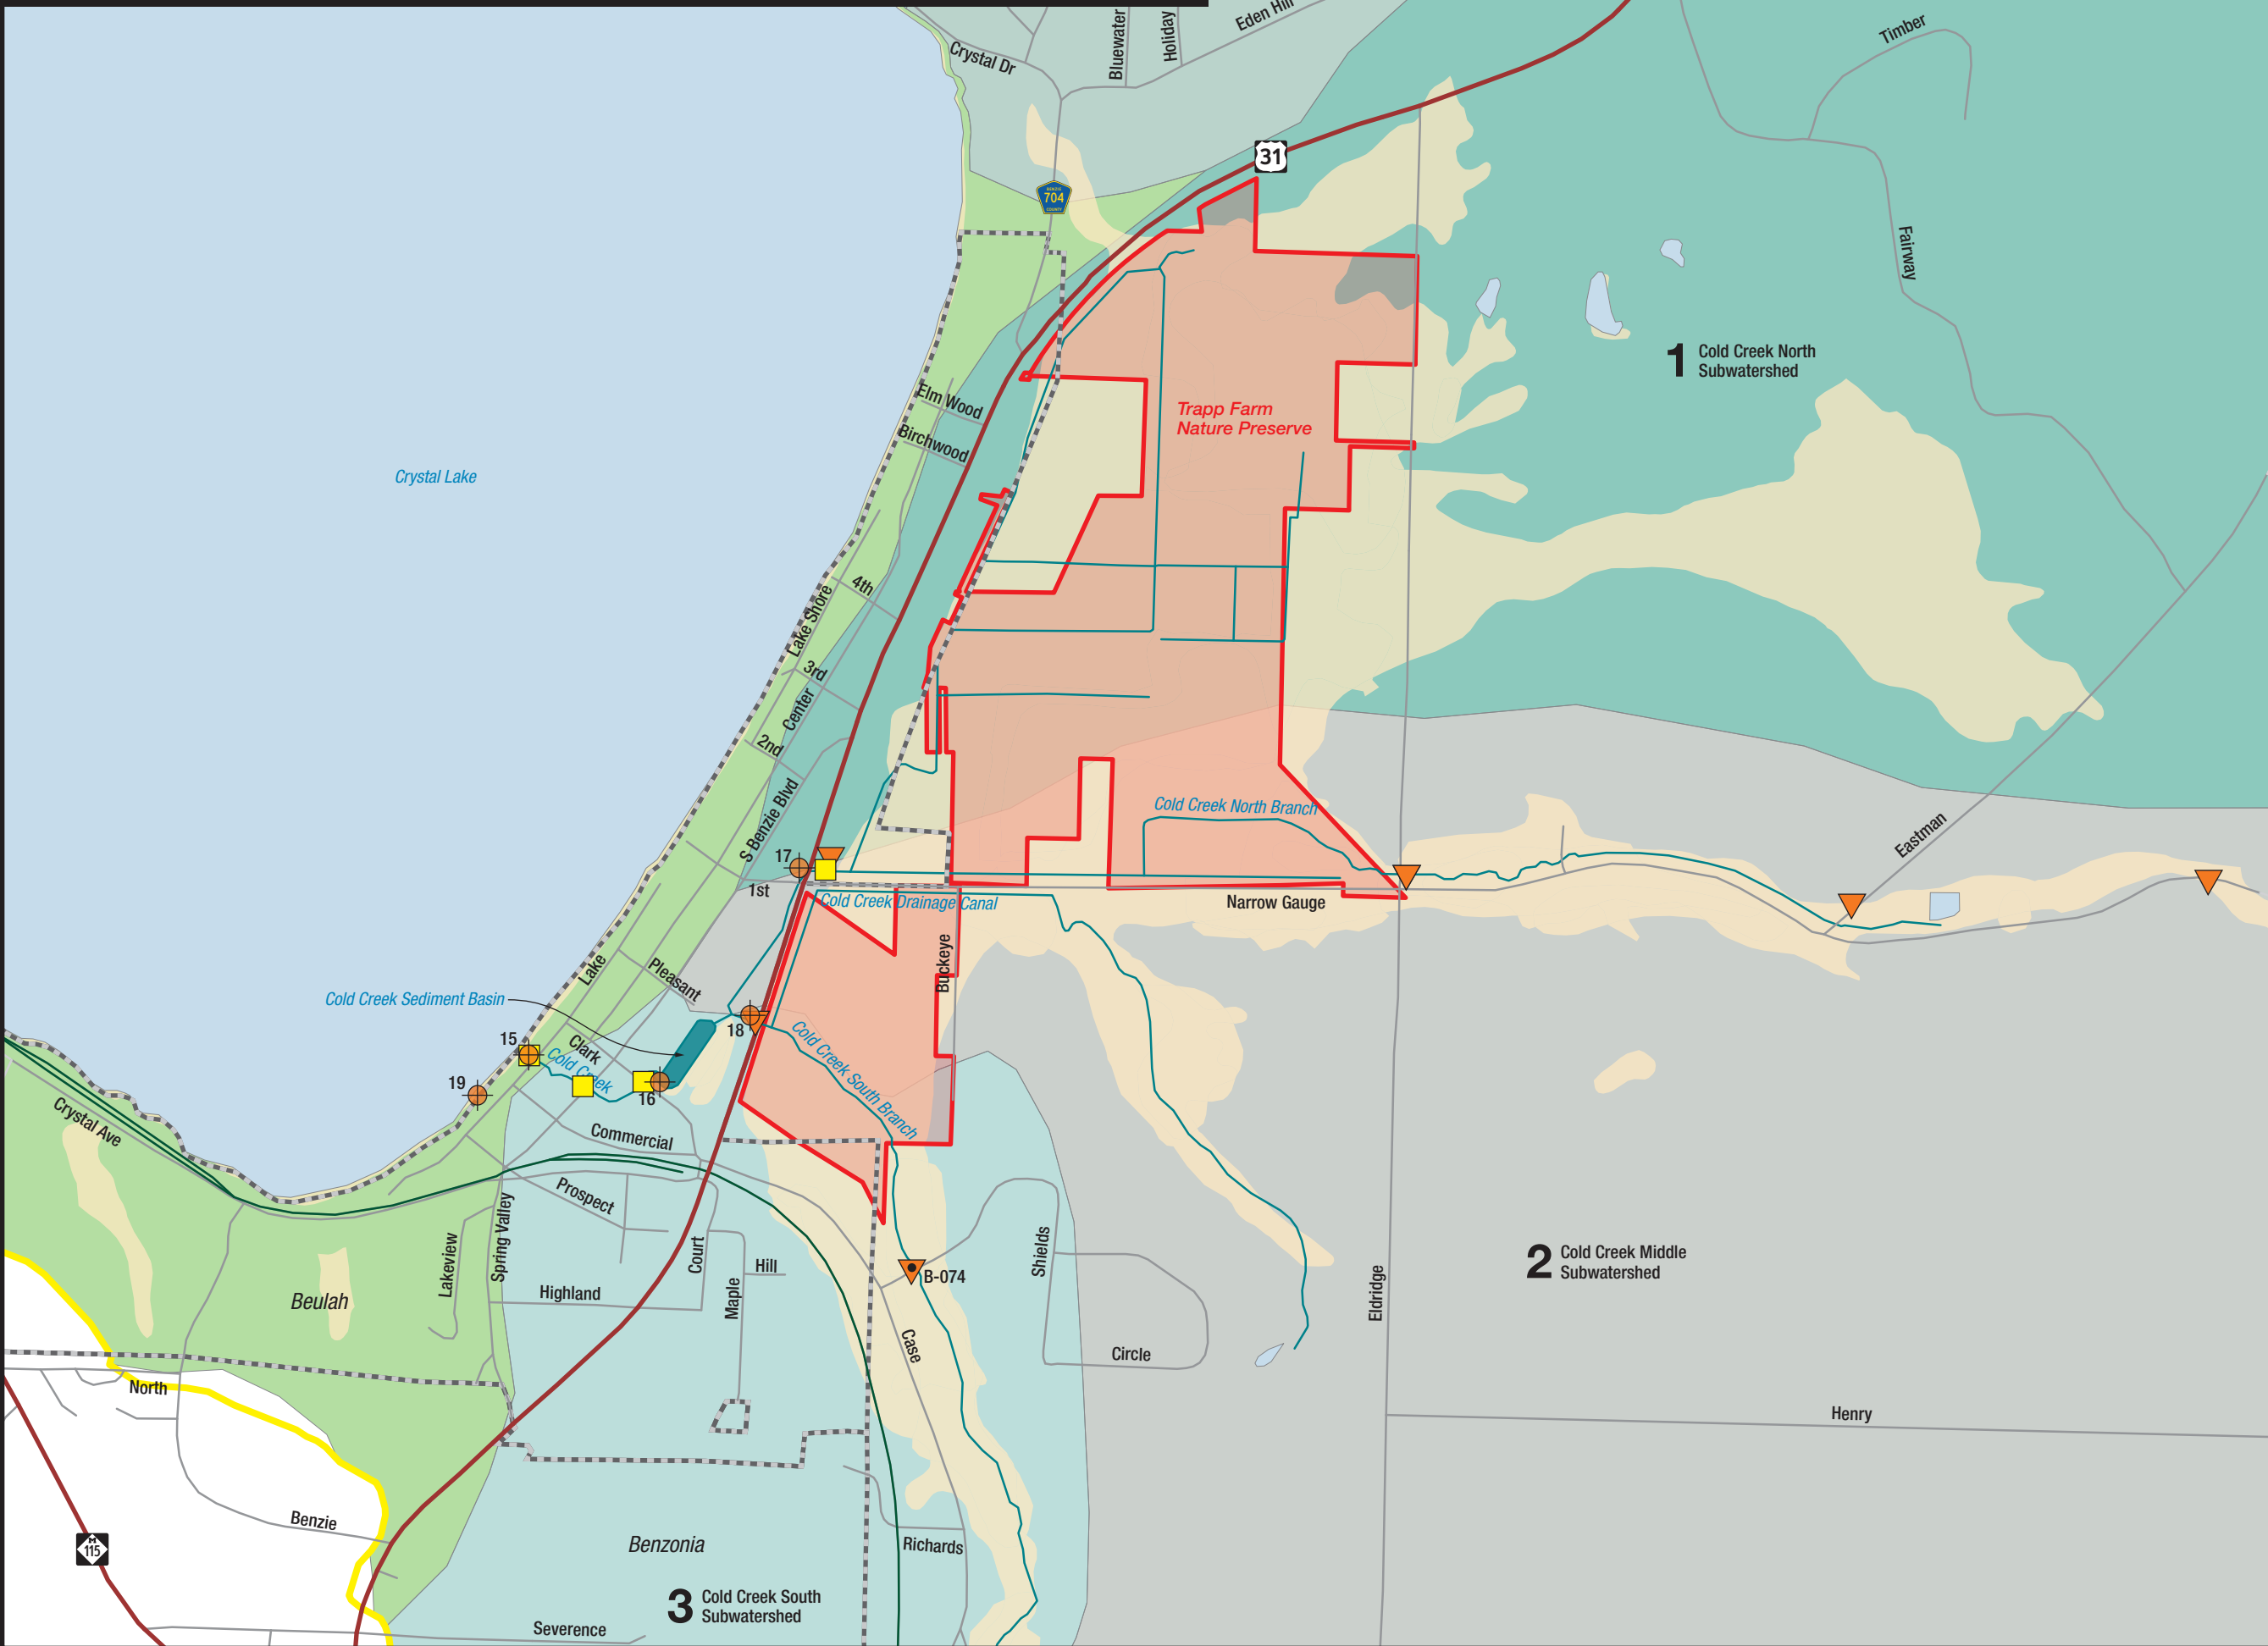 Crystal Dr
Bluewater
Holiday
Eden Hill
Timber
31
BENZIE
704
COUNTY
Fairway
1 Cold Creek North
Subwatershed
Elm Wood
Birchwood
Trapp Farm
Nature Preserve
Crystal Lake
4th
Lake Shore
3rd
Center
2nd
S Benzie Blvd
Cold Creek North Branch
Eastman
17
1st
Cold Creek Drainage Canal
Narrow Gauge
Buckeye
Lake
Pleasant
Cold Creek Sediment Basin
18
15
Clark
Cold Creek
Cold Creek South Branch
19
16
Crystal Ave
Commercial
Prospect
Spring Valley
Lakeview
Court
Hill
Maple
Highland
Shields
B-074
Eldridge
2 Cold Creek Middle
Subwatershed
Beulah
Case
Circle
North
Henry
Benzie
M
115
Benzonia
Richards
3 Cold Creek South
Subwatershed
Severence